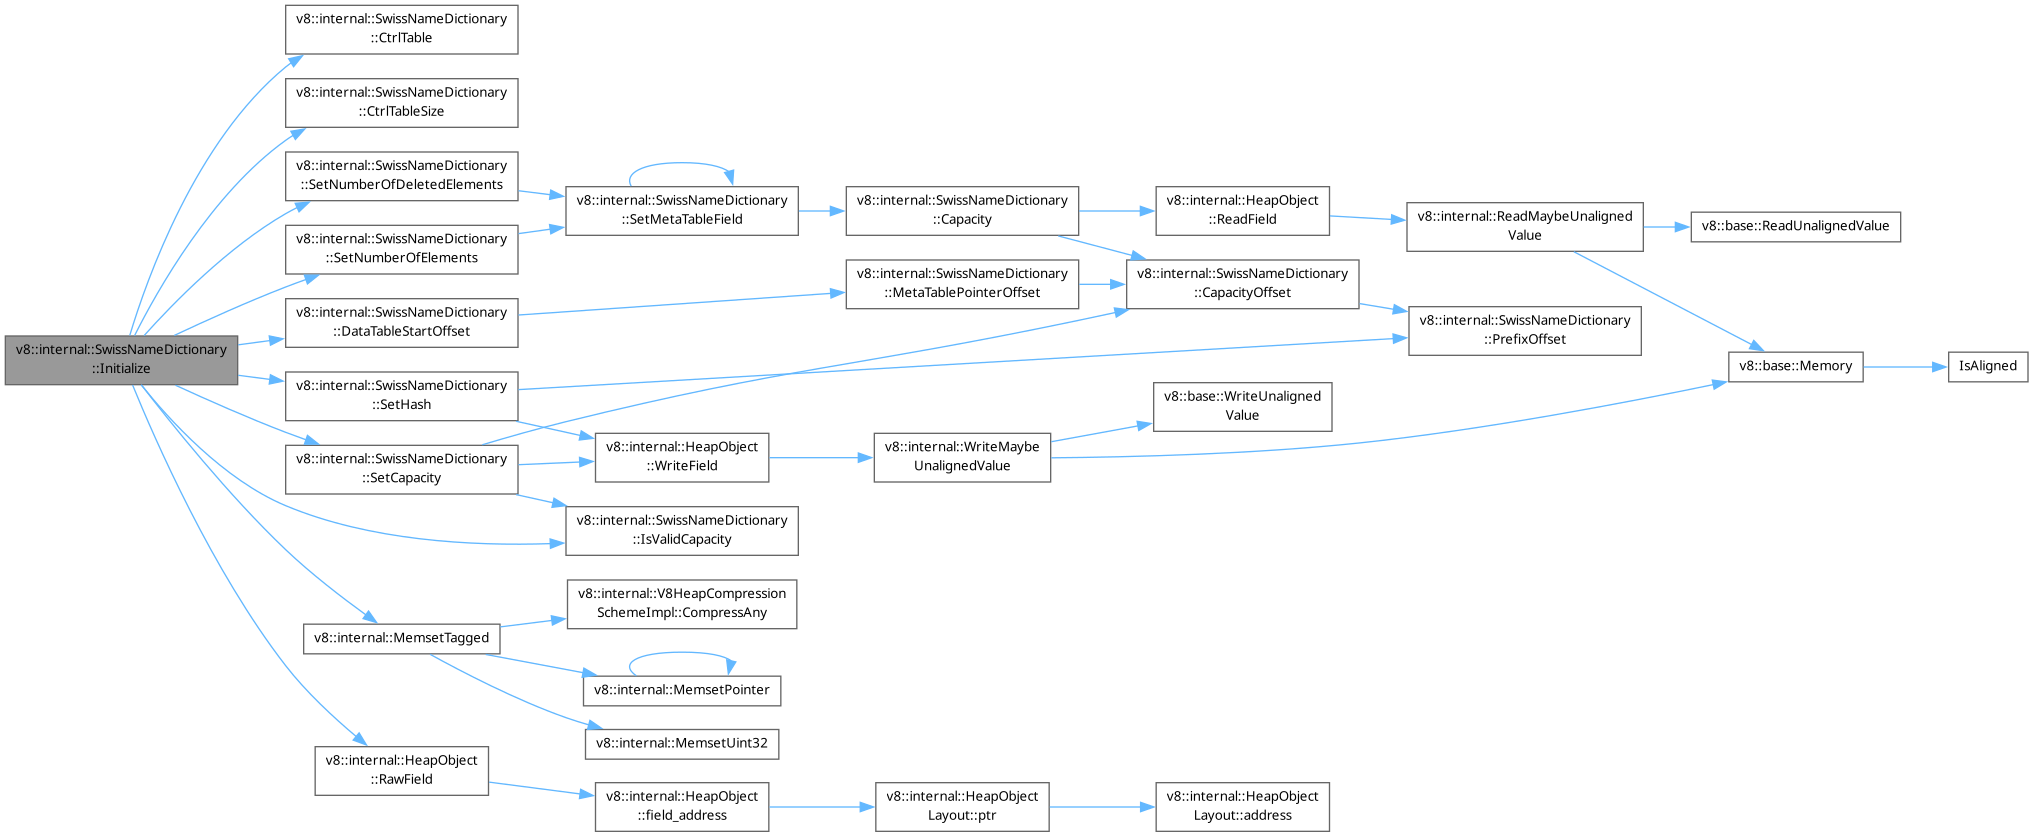 v8::internal::SwissNameDictionary
::Initialize
v8::internal::SwissNameDictionary
::CtrlTable
v8::internal::SwissNameDictionary
::CtrlTableSize
v8::internal::SwissNameDictionary
::SetNumberOfDeletedElements
v8::internal::SwissNameDictionary
::SetNumberOfElements
v8::internal::SwissNameDictionary
::DataTableStartOffset
v8::internal::SwissNameDictionary
::SetHash
v8::internal::SwissNameDictionary
::SetCapacity
v8::internal::MemsetTagged
v8::internal::HeapObject
::RawField
v8::internal::SwissNameDictionary
::SetMetaTableField
v8::internal::HeapObject
::WriteField
v8::internal::SwissNameDictionary
::IsValidCapacity
v8::internal::V8HeapCompression
SchemeImpl::CompressAny
v8::internal::MemsetPointer
v8::internal::MemsetUint32
v8::internal::HeapObject
::field_address
v8::internal::SwissNameDictionary
::Capacity
v8::internal::SwissNameDictionary
::MetaTablePointerOffset
v8::internal::WriteMaybe
UnalignedValue
v8::internal::HeapObject
Layout::ptr
v8::internal::HeapObject
::ReadField
v8::internal::SwissNameDictionary
::CapacityOffset
v8::base::WriteUnaligned
Value
v8::internal::HeapObject
Layout::address
v8::internal::ReadMaybeUnaligned
Value
v8::internal::SwissNameDictionary
::PrefixOffset
v8::base::ReadUnalignedValue
v8::base::Memory
IsAligned